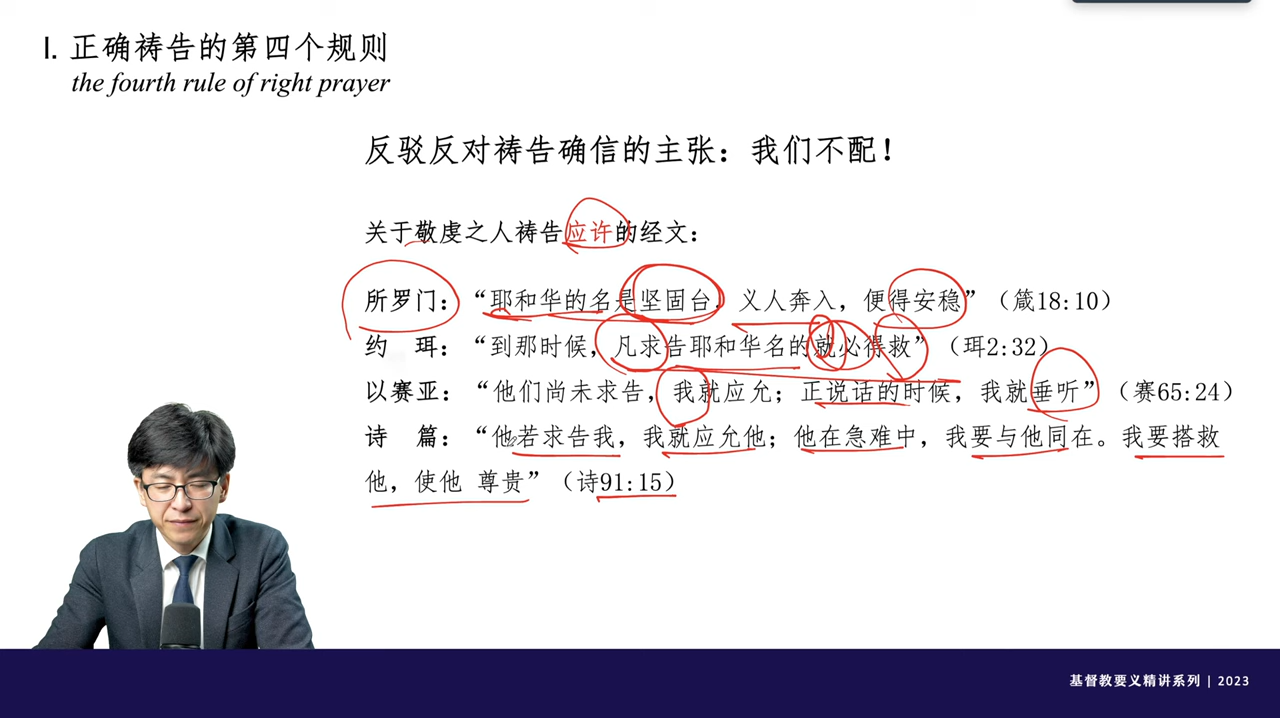 I. 正确祷告的第四个规则
the fourth rule of right prayer
反驳反对祷告确信的主张：我们不配！
关于敬虔之人祷告应许的经文：
所罗门：“耶和华的名是坚固台，义人奔入，便得安稳”（箴18:10）
约 珥：“到那时候，凡求告耶和华名的就必得救”（珥2:32）
以赛亚：“他们尚未求告，我就应允；正说话的时候，我就垂听”（赛65:24）
诗 篇：“他若求告我，我就应允他；他在急难中，我要与他同在。我要搭救
他，使他 尊贵”（诗91:15）
基督教要义精讲系列 | 2023